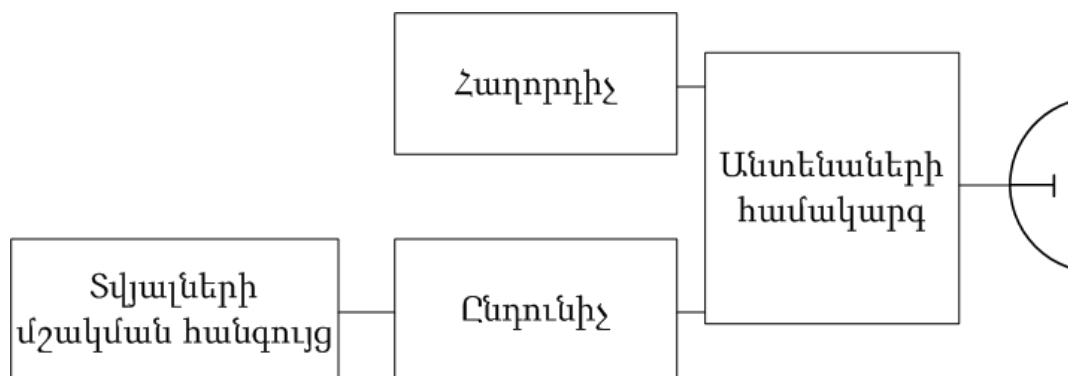 Հաղորդիչ
Անտենաների
համակարգ
Տվյալների
մշակման հանգույց
Ընդունիչ